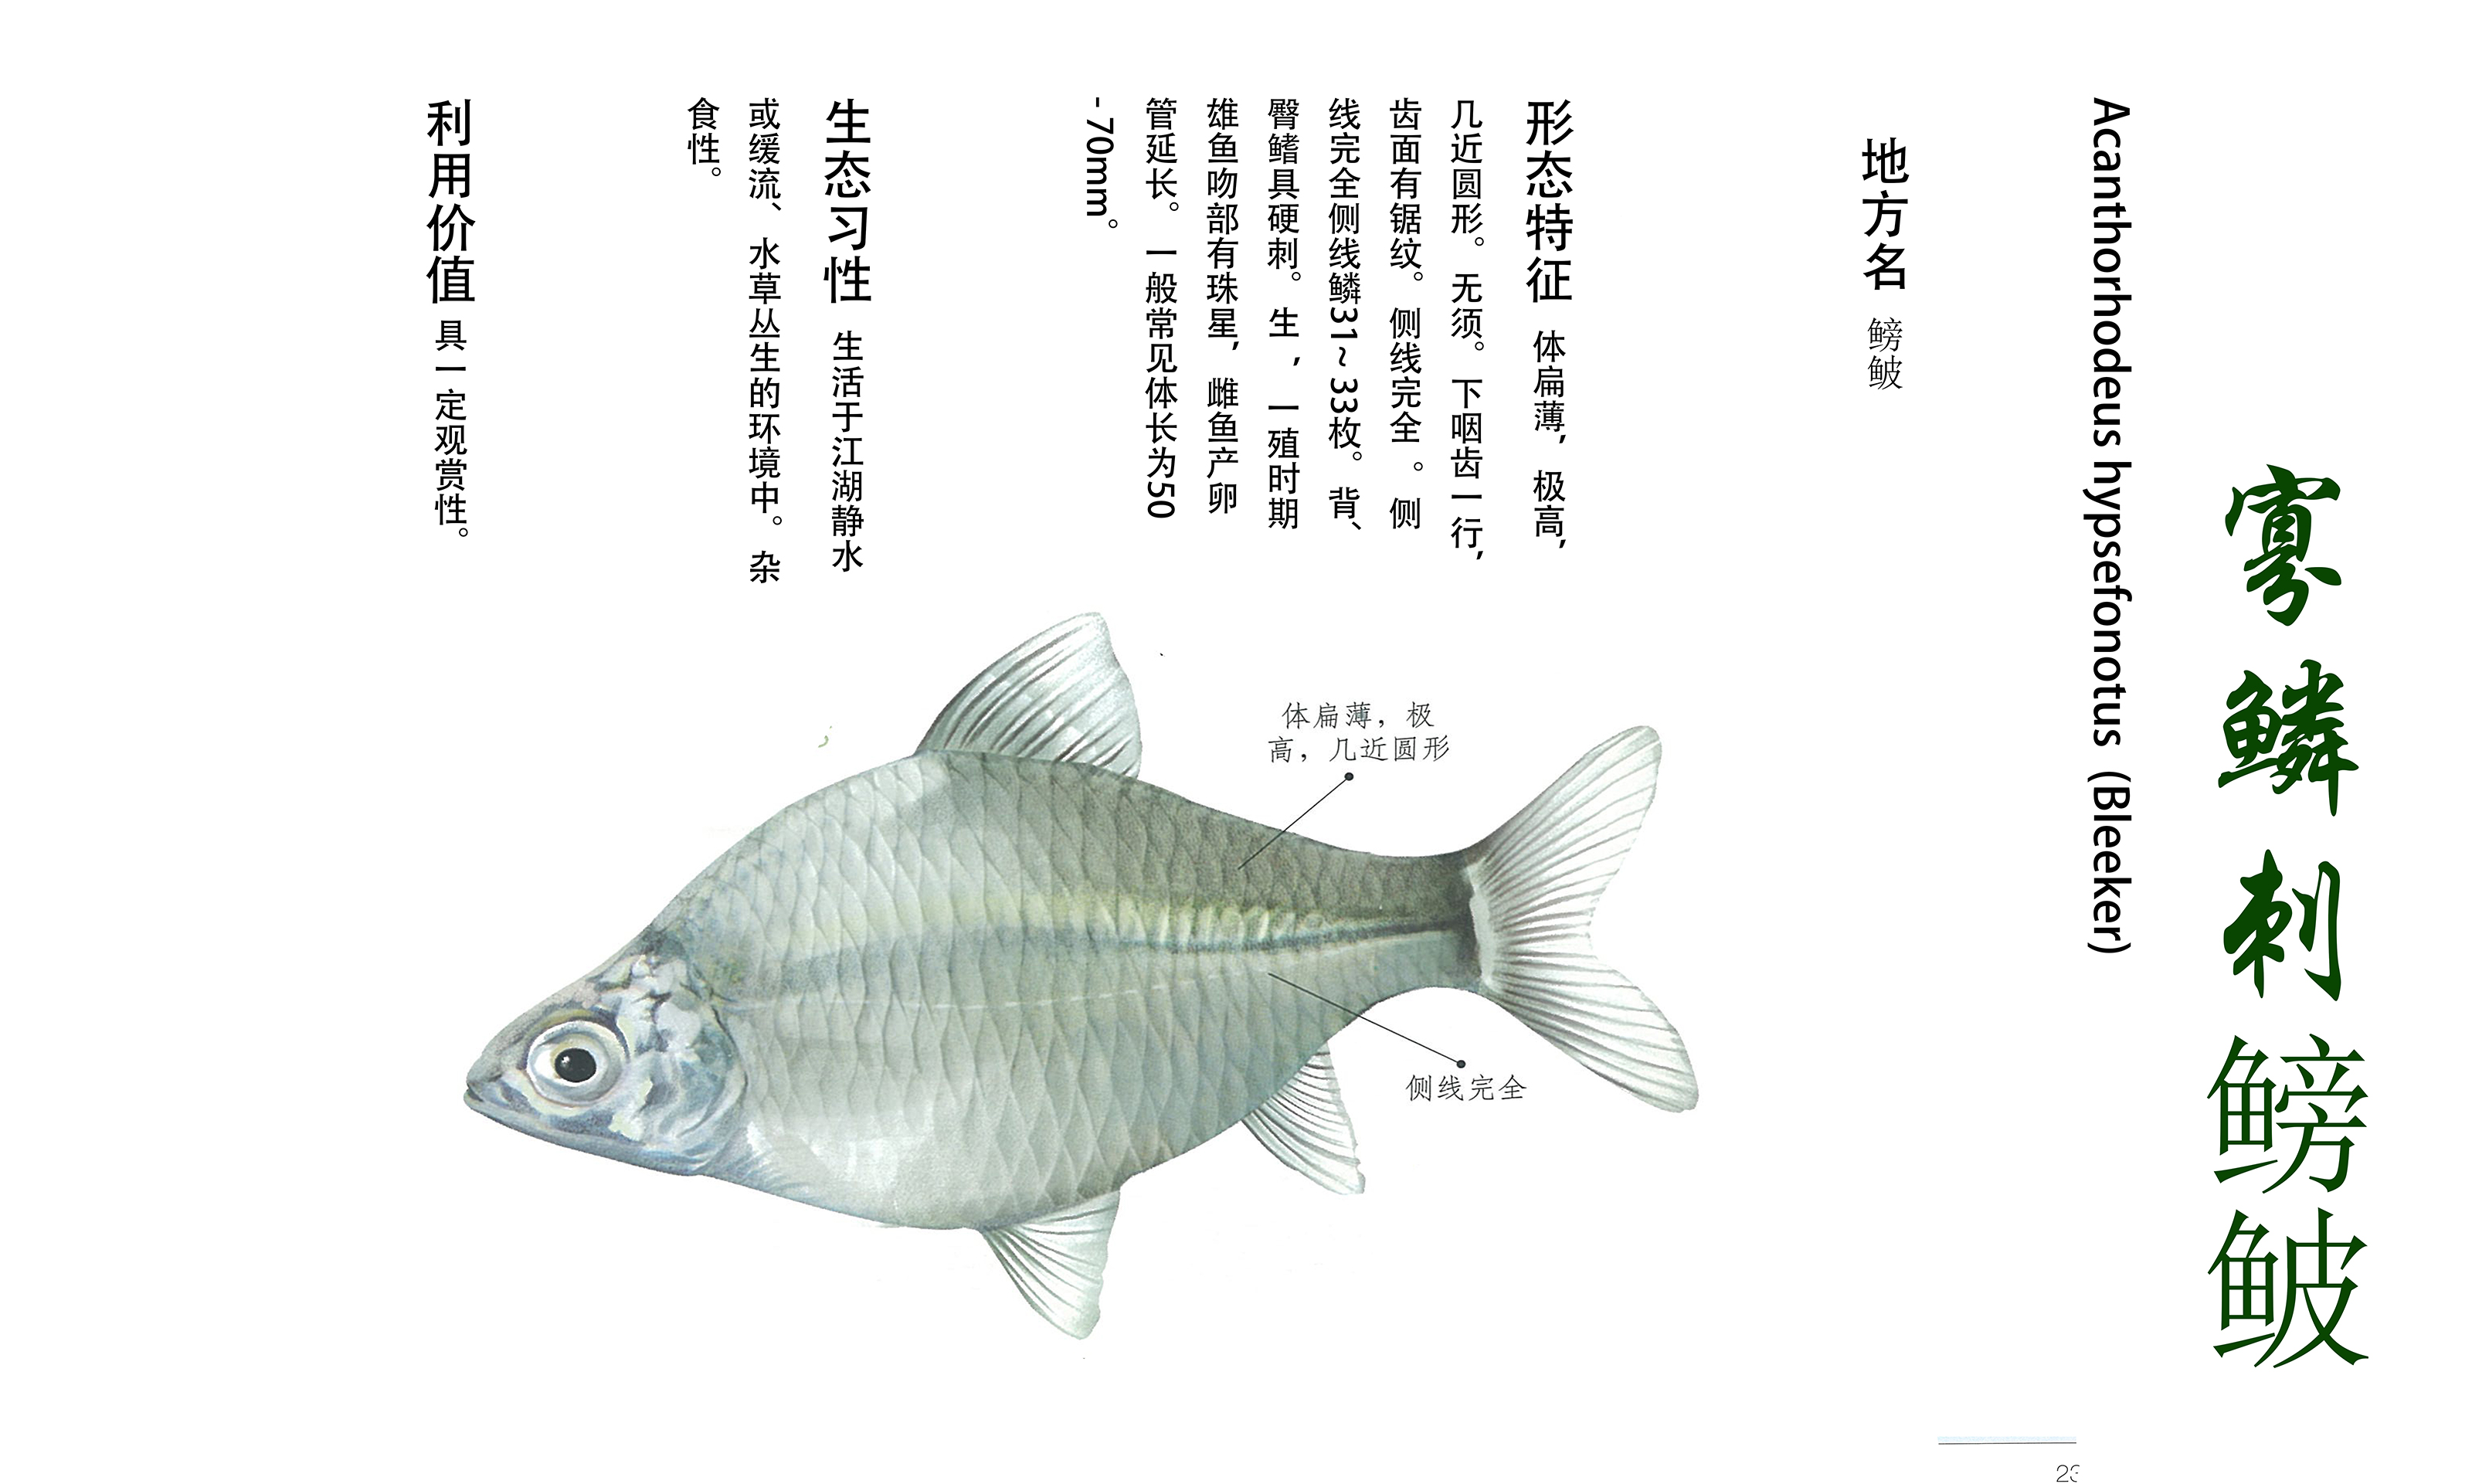 寡鳞刺鳑鲏
Acanthorhodeus hypsefonotus (Bleeker)
地方名 鳑鲏
形态特征 体扁薄，极高，
几近圆形。无须。下咽齿一行，
齿面有锯纹。侧线完全 。侧
线完全侧线鳞31~33枚。背、
臀鳍具硬刺。生 ，一殖时期
雄鱼吻部有珠星，雌鱼产卵
管延长。一般常见体长为50
-70mm。
生态习性 生活于江湖静水
或缓流、水草丛生的环境中。杂
食性。
利用价值 具一定观赏性。
体扁薄，极
高，几近圆形
侧线完全